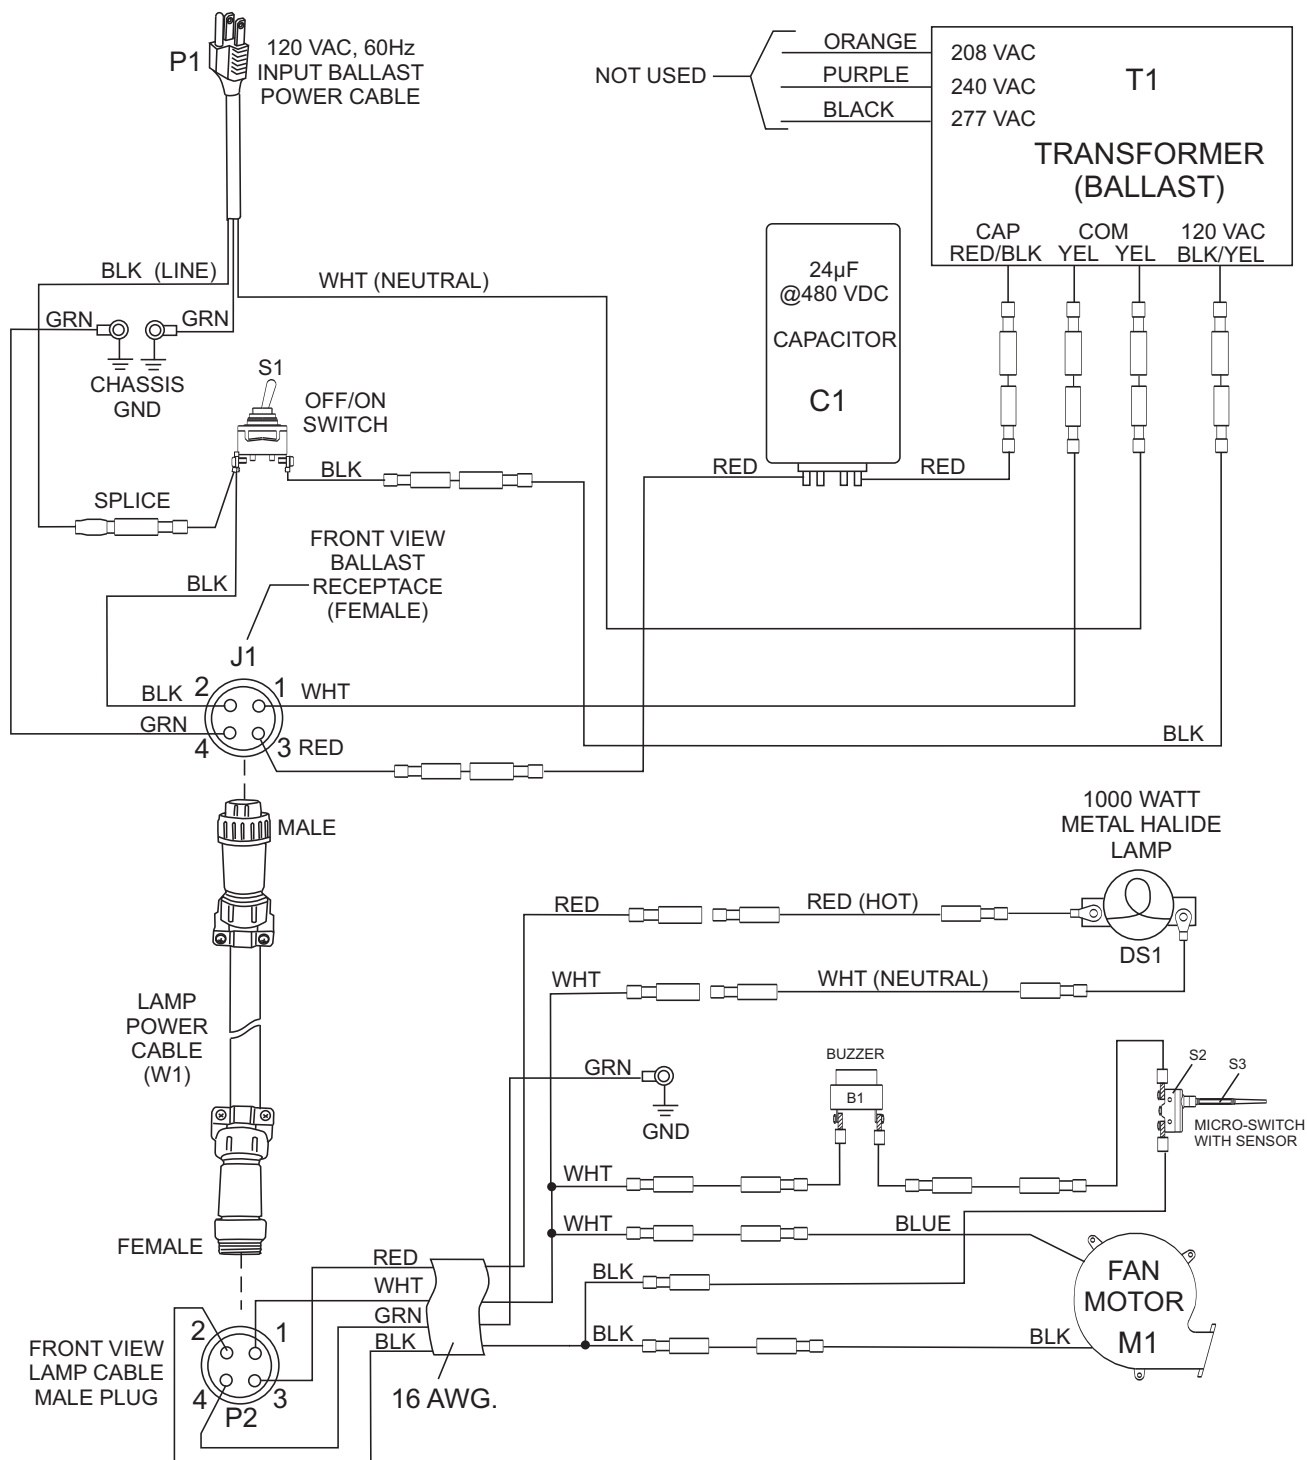 P1
120 VAC, 60Hz
INPUT BALLAST
POWER CABLE
NOT USED
ORANGE
PURPLE
BLACK
208 VAC
240 VAC
277 VAC
T1
TRANSFORMER
(BALLAST)
CAP
RED/BLK
COM
YEL YEL
120 VAC
BLK/YEL
BLK (LINE)
WHT (NEUTRAL)
GRN
GRN
CHASSIS
GND
S1
OFF/ON
SWITCH
24µF
@480 VDC
CAPACITOR
C1
BLK
RED
RED
SPLICE
FRONT VIEW
BALLAST
RECEPTACE
(FEMALE)
BLK
J1
BLK
2
1
WHT
GRN
4
3
RED
BLK
MALE
1000 WATT
METAL HALIDE
LAMP
RED
RED (HOT)
DS1
WHT
WHT (NEUTRAL)
LAMP
POWER
CABLE
(W1)
GRN
GND
BUZZER
B1
S2
S3
MICRO-SWITCH
WITH SENSOR
WHT
WHT
BLUE
FEMALE
RED
WHT
GRN
BLK
BLK
BLK
BLK
FAN
MOTOR
M1
FRONT VIEW
LAMP CABLE
MALE PLUG
2
1
4
3
P2
16 AWG.